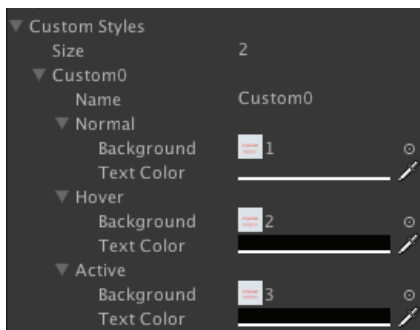 Custom Styles
Size 2
Custom0
Name Custom0
Normal
Background 1
Text Color
Hover
Background 2
Text Color
Active
Background 3
Text Color